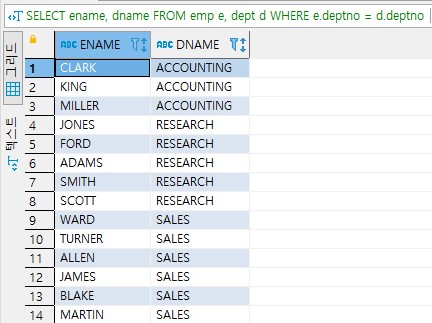 SELECT ename, dname FROM emp e, dept d WHERE e.deptno = d.deptno
그리드
텍스트
ABC ENAME ABC DNAME
1 CLARK ACCOUNTING
2 KING ACCOUNTING
3 MILLER ACCOUNTING
4 JONES RESEARCH
5 FORD RESEARCH
6 ADAMS RESEARCH
7 SMITH RESEARCH
8 SCOTT RESEARCH
9 WARD SALES
10 TURNER SALES
11 ALLEN SALES
12 JAMES SALES
13 BLAKE SALES
14 MARTIN SALES